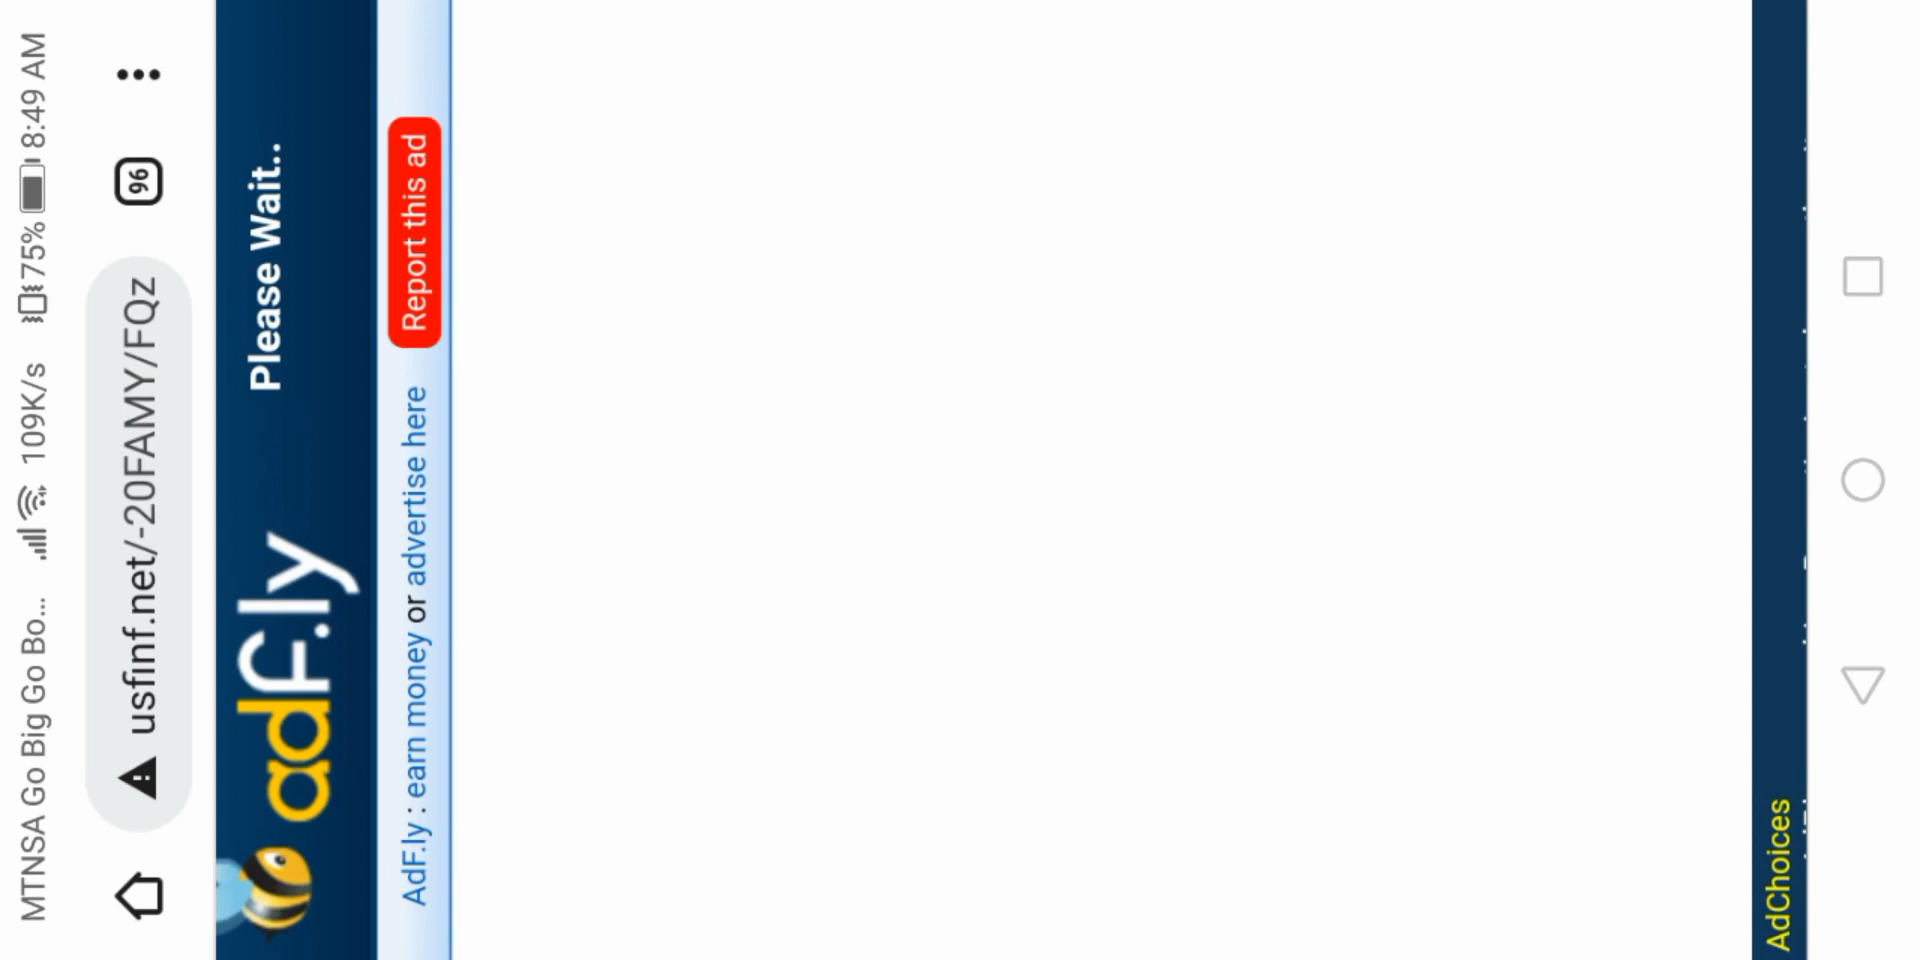 MTNSA Go Big Go Bo... 109K/s 75% 8:49 AM
usfinf.net/-20FAMY/FQz
96
adf.ly
Please Wait..
AdF.ly : earn money or advertise here
Report this ad
AdChoices